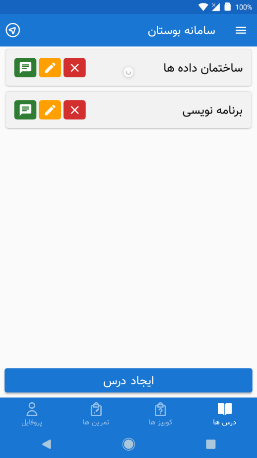 100%
سامانه بوستان
ساختمان داده ها
برنامه نویسی
ایجاد درس
درس ها
کوییز ها
تمرین ها
پروفایل